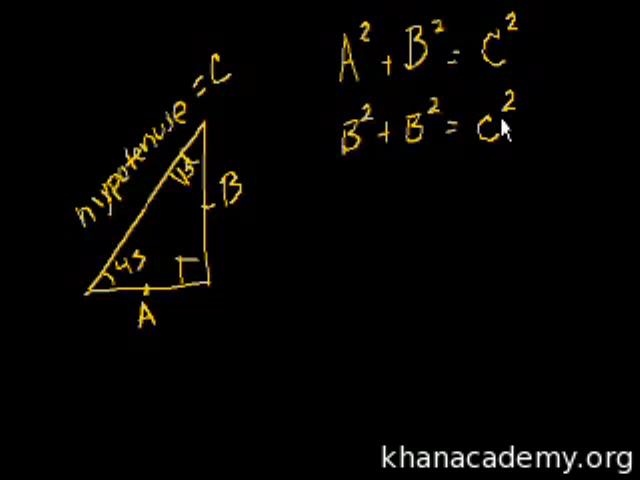 A² + B² = C²
B² + B² = C²
hypotenuse = C
45
B
45
A
khanacademy.org